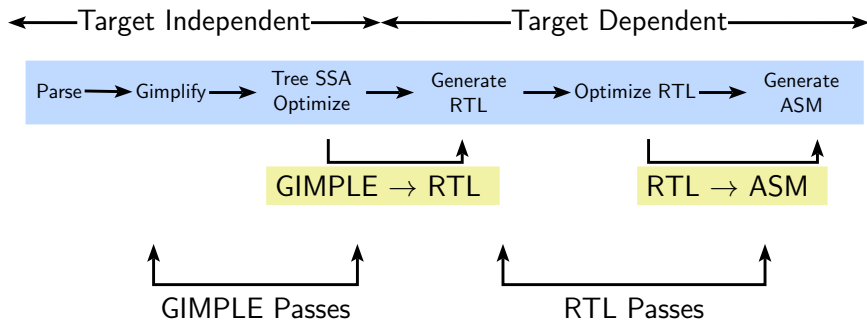 Target Independent Target Dependent
Parse Gimplify Tree SSA Optimize Generate RTL Optimize RTL Generate ASM
GIMPLE → RTL RTL → ASM
GIMPLE Passes RTL Passes